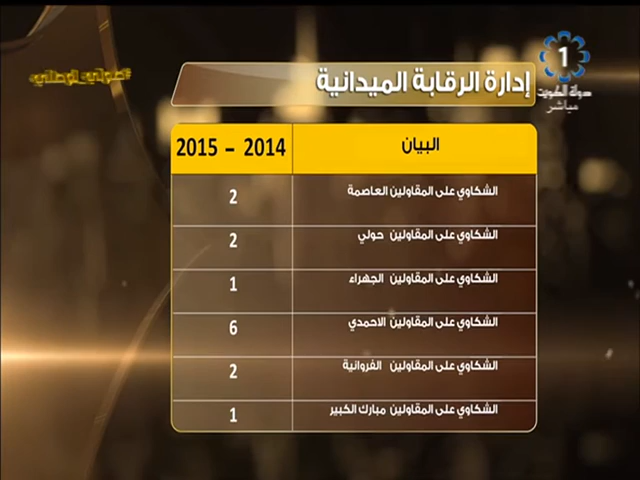 #صوتي_لوطني
1
دولة الكويت
مباشر
إدارة الرقابة الميدانية
البيان 2014 – 2015
الشكاوي على المقاولين العاصمة 2
الشكاوي على المقاولين حولي 2
الشكاوي على المقاولين الجهراء 1
الشكاوي على المقاولين الاحمدي 6
الشكاوي على المقاولين الفروانية 2
الشكاوي على المقاولين مبارك الكبير 1